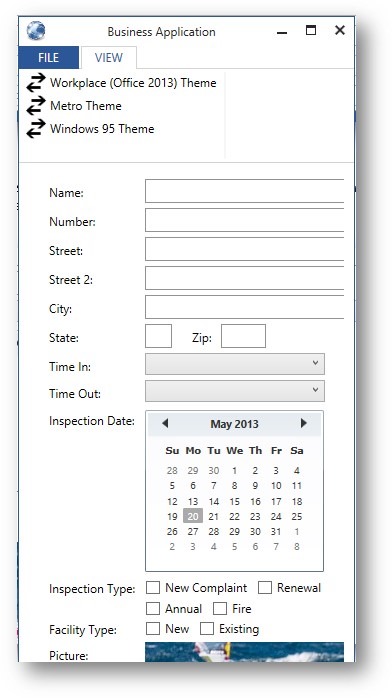 Business Application
FILE VIEW
Workplace (Office 2013) Theme
Metro Theme
Windows 95 Theme
Name:
Number:
Street:
Street 2:
City:
State: Zip:
Time In:
Time Out:
Inspection Date: May 2013
Su Mo Tu We Th Fr Sa
28 29 30 1 2 3 4
5 6 7 8 9 10 11
12 13 14 15 16 17 18
19 20 21 22 23 24 25
26 27 28 29 30 31 1
2 3 4 5 6 7 8
Inspection Type: New Complaint Renewal
Annual Fire
Facility Type: New Existing
Picture: